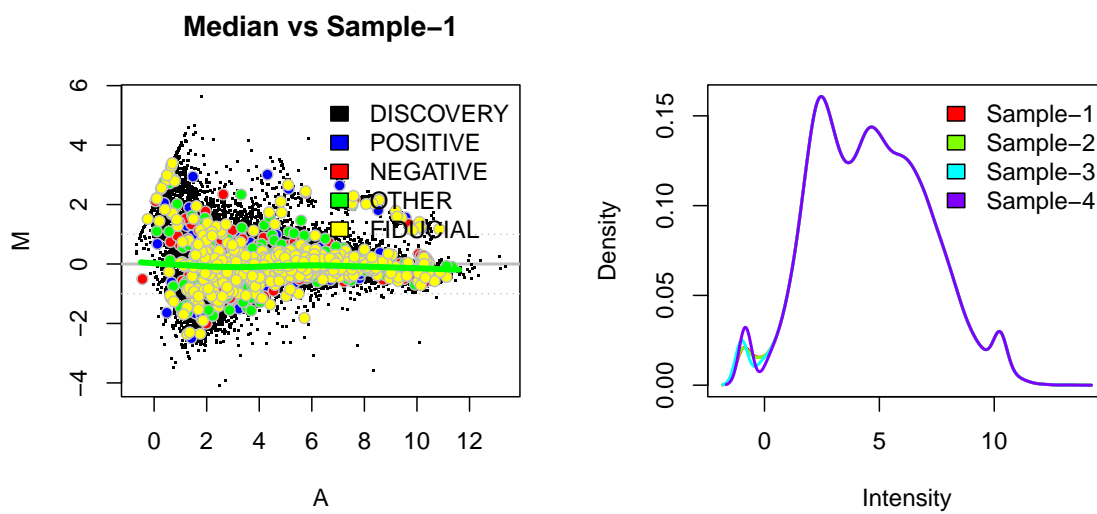 Median vs Sample−1
M
6
4
2
0
−2
−4
DISCOVERY
POSITIVE
NEGATIVE
OTHER
FIDUCIAL
0 2 4 6 8 10 12
A
Density
0.15
0.10
0.05
0.00
Sample−1
Sample−2
Sample−3
Sample−4
0 5 10
Intensity